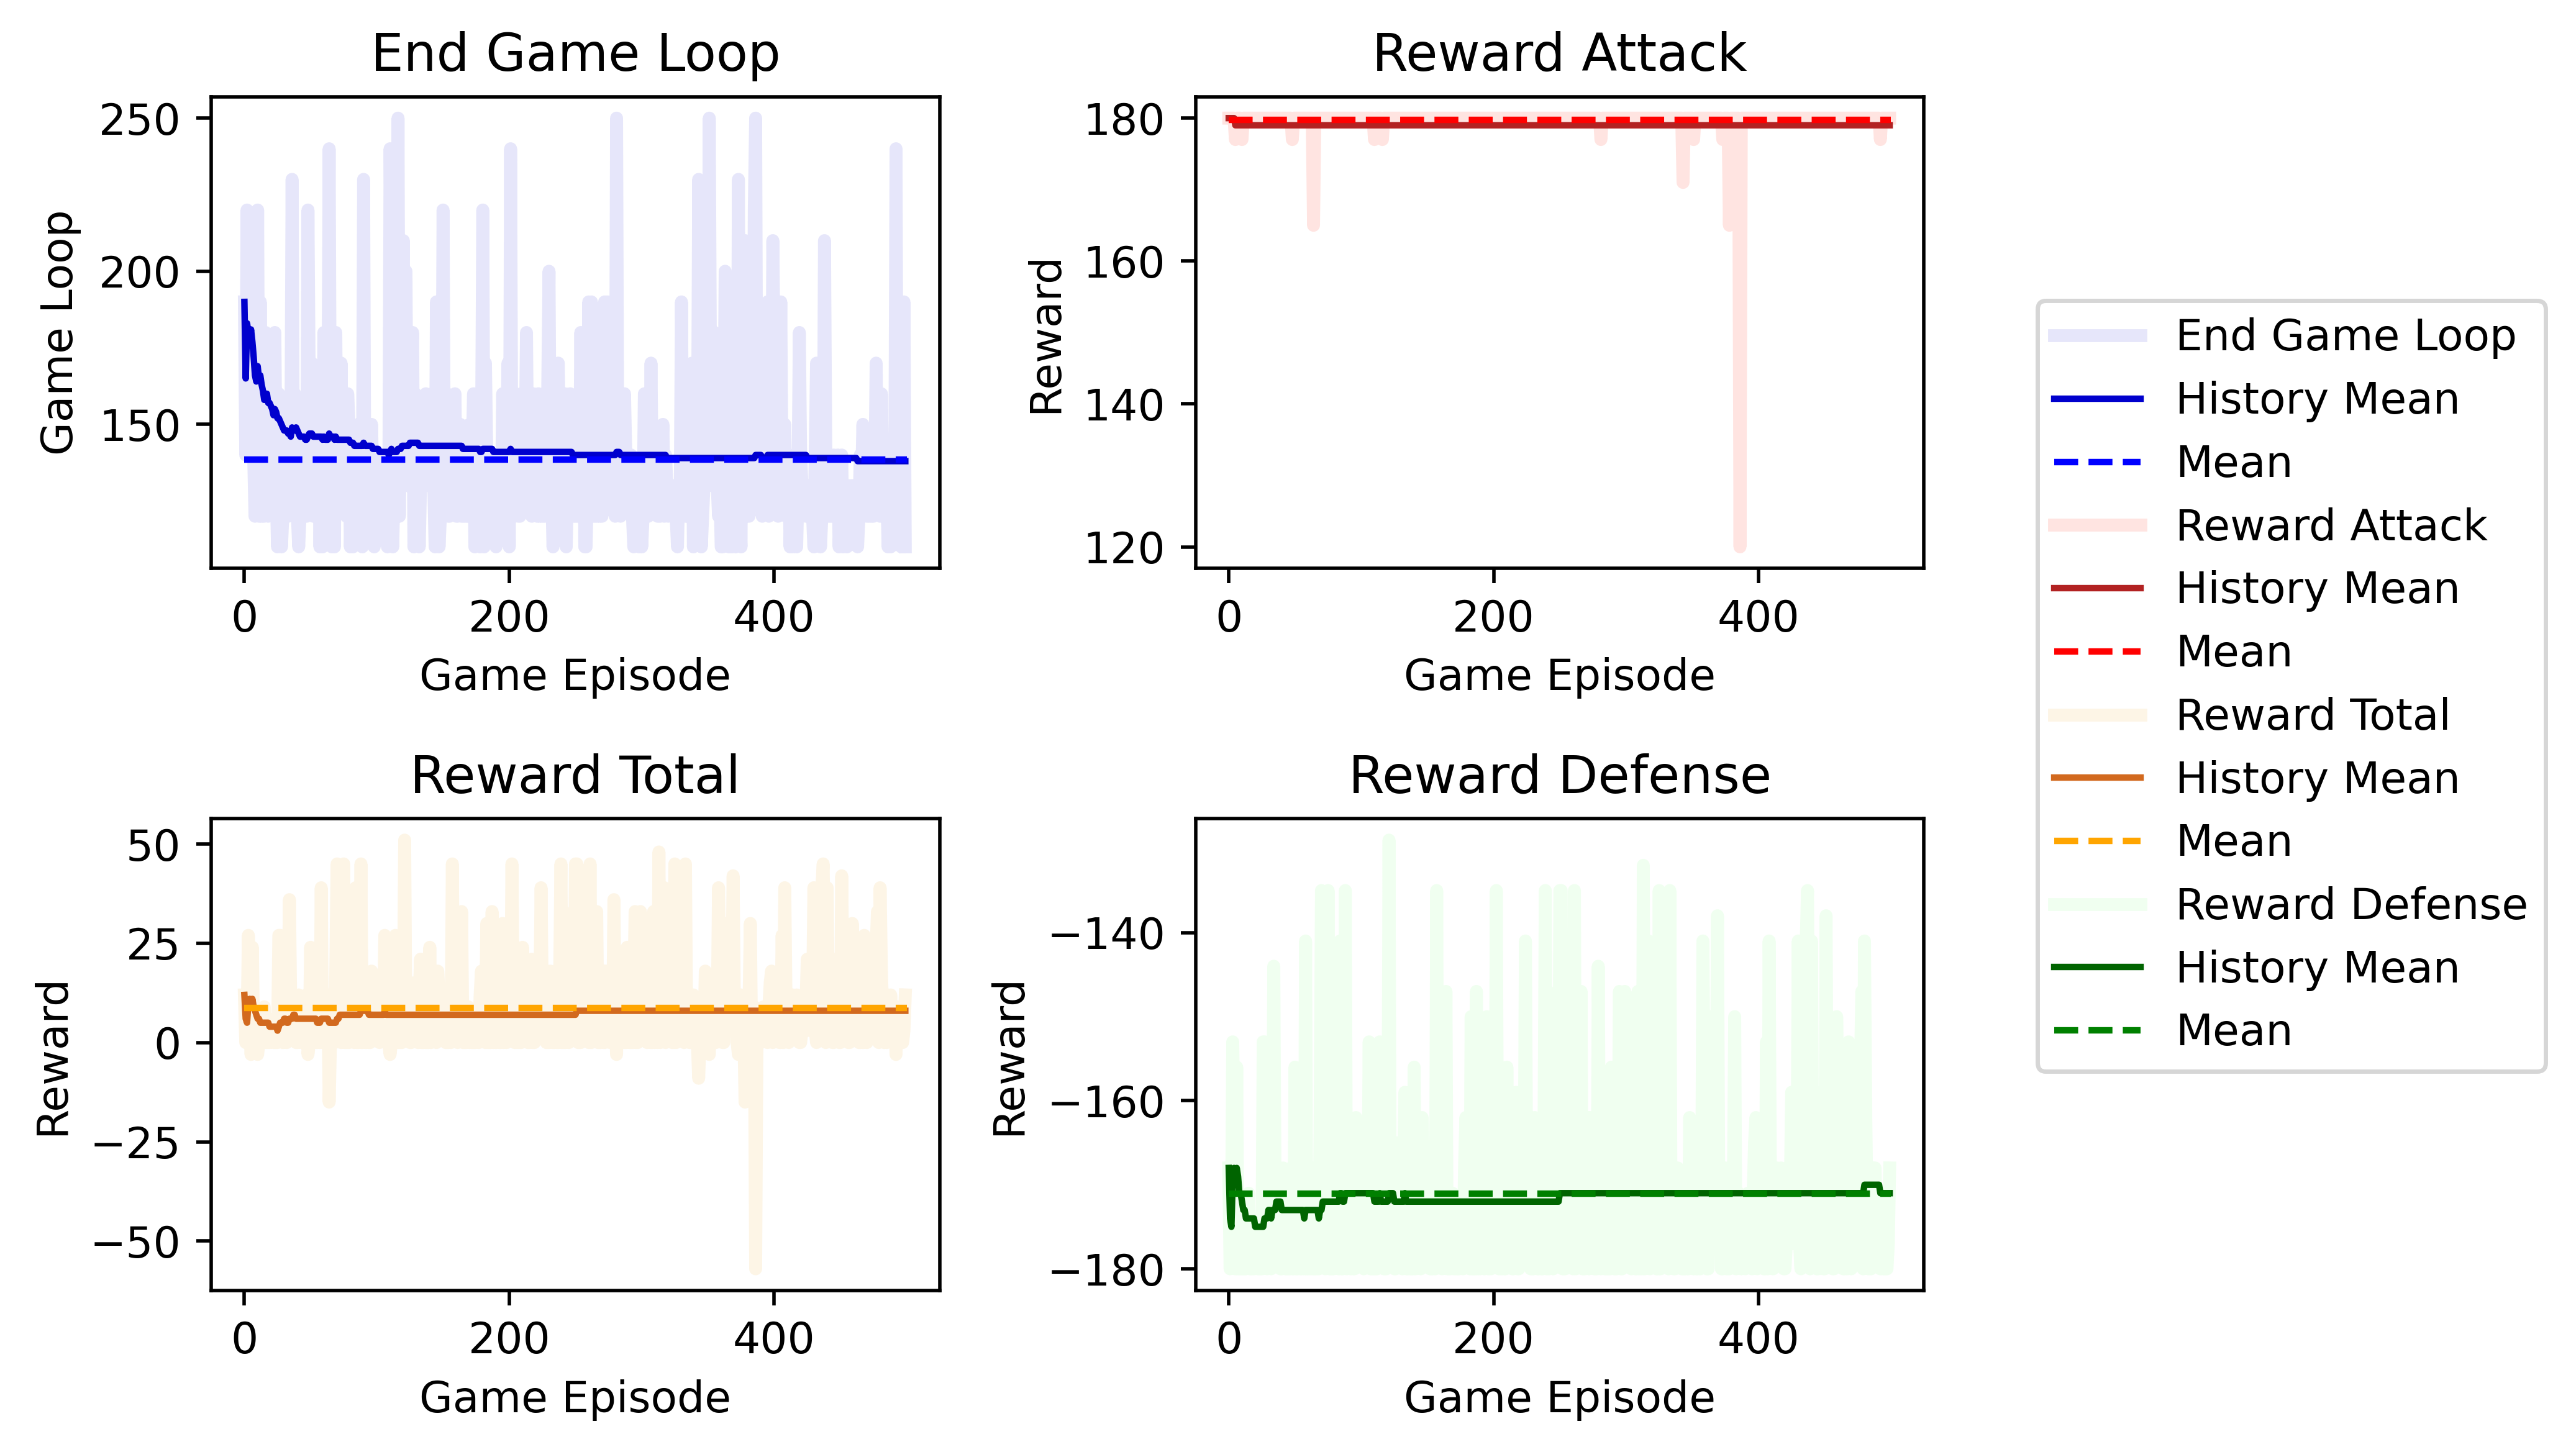 End Game Loop
250
200
150
Game Loop
0
200
400
Game Episode
Reward Attack
180
160
140
120
Reward
0
200
400
Game Episode
Reward Total
50
25
0
−25
−50
Reward
0
200
400
Game Episode
Reward Defense
−140
−160
−180
Reward
0
200
400
Game Episode
End Game Loop
History Mean
Mean
Reward Attack
History Mean
Mean
Reward Total
History Mean
Mean
Reward Defense
History Mean
Mean